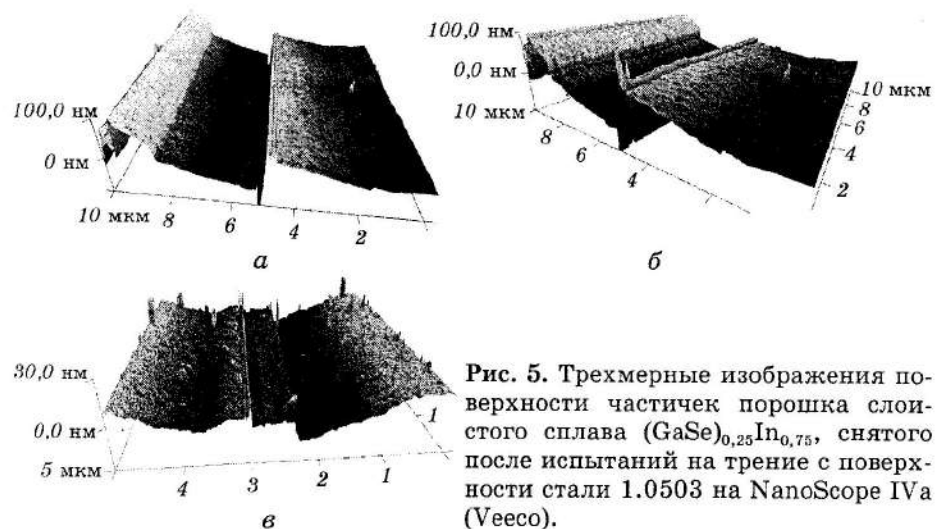 100,0 нм
0 нм
10 мкм
8
6
4
2
а
100,0 нм
0,0 нм
10 мкм
8
6
4
10 мкм
8
6
4
2
б
30,0 нм
0,0 нм
5 мкм
4
3
2
1
1
в
Рис. 5. Трехмерные изображения по-
верхности частичек порошка слои-
стого сплава (GaSe)0,25In0,75, снятого
после испытаний на трение с поверх-
ности стали 1.0503 на NanoScope IVa
(Veeco).